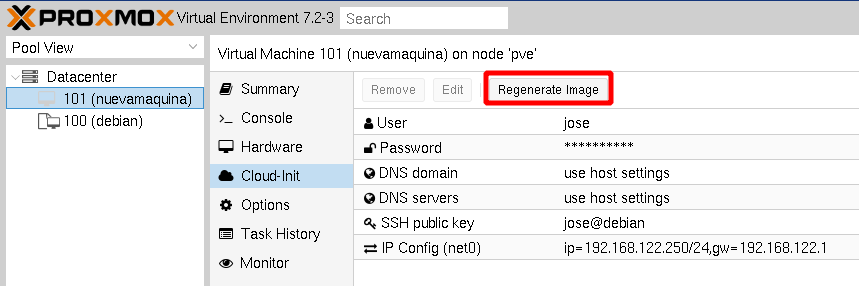 PROXMOX Virtual Environment 7.2-3 Search
Pool View
Datacenter
101 (nuevamaquina)
100 (debian)
Virtual Machine 101 (nuevamaquina) on node 'pve'
Summary
Console
Hardware
Cloud-Init
Options
Task History
Monitor
Remove Edit Regenerate Image
User jose
Password **********
DNS domain use host settings
DNS servers use host settings
SSH public key jose@debian
IP Config (net0) ip=192.168.122.250/24,gw=192.168.122.1